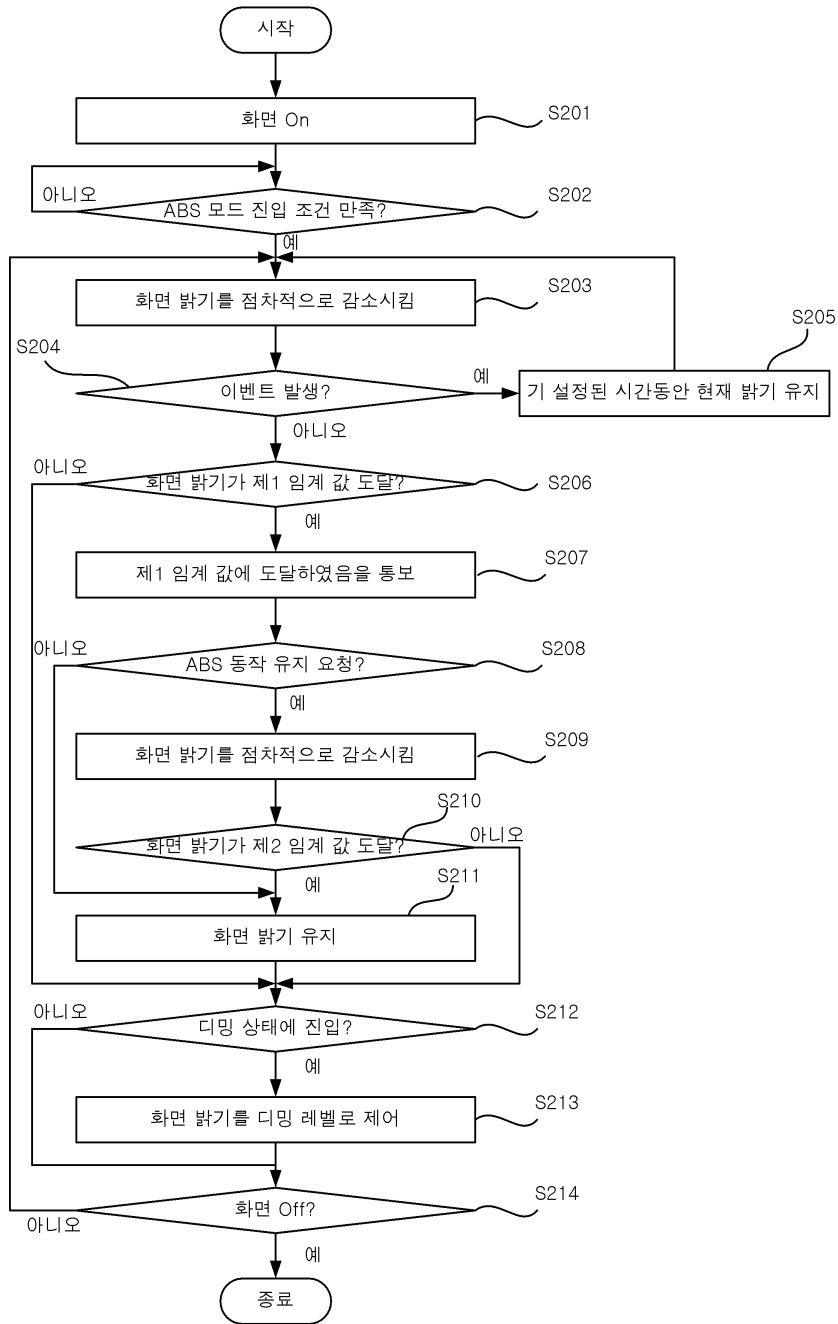 시작
화면 On
S201
아니오
ABS 모드 진입 조건 만족?
S202
예
화면 밝기를 점차적으로 감소시킴
S203
S204
이벤트 발생?
예
S205
기 설정된 시간동안 현재 밝기 유지
아니오
아니오
화면 밝기가 제1 임계 값 도달?
S206
예
제1 임계 값에 도달하였음을 통보
S207
아니오
ABS 동작 유지 요청?
S208
예
화면 밝기를 점차적으로 감소시킴
S209
S210
화면 밝기가 제2 임계 값 도달?
아니오
예
S211
화면 밝기 유지
아니오
디밍 상태에 진입?
S212
예
화면 밝기를 디밍 레벨로 제어
S213
화면 Off?
S214
아니오
예
종료